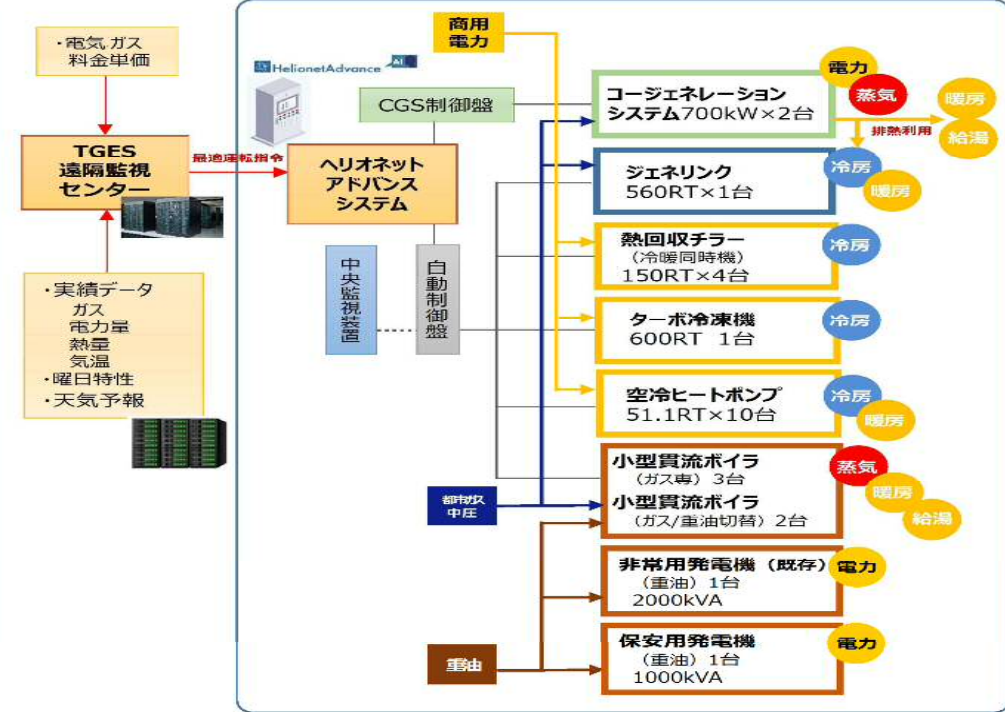 ・電気ガス
料金単価
TGES
遠隔監視
センター
・実績データ
ガス
電力量
熱量
気温
・曜日特性
・天気予報
最適運転指令
HelionetAdvance
AI
ヘリオネット
アドバンス
システム
CGS制御盤
中央監視装置
自動制御盤
商用
電力
都市ガス
中圧
重油
コージェネレーション
システム700kW×2台
電力
蒸気
排熱利用
暖房
給湯
ジェネリンク
560RT×1台
冷房
暖房
熱回収チラー
(冷暖同時機)
150RT×4台
冷房
ターボ冷凍機
600RT 1台
冷房
空冷ヒートポンプ
51.1RT×10台
冷房
暖房
小型貫流ボイラ
(ガス専)3台
小型貫流ボイラ
(ガス/重油切替)2台
蒸気
暖房
給湯
非常用発電機(既存)
(重油)1台
2000kVA
電力
保安用発電機
(重油)1台
1000kVA
電力